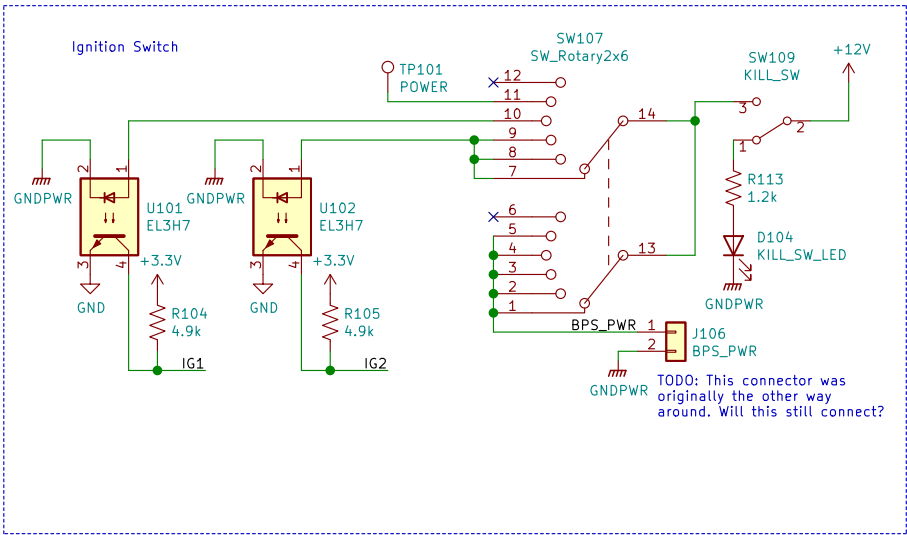 Ignition Switch
SW107
SW_Rotary2x6
+12V
SW109
KILL_SW
TP101
POWER
12
11
10
9
8
7
14
3
2
1
2
1
GNDPWR
U101
EL3H7
3
4
2
1
GNDPWR
U102
EL3H7
3
4
R113
1.2k
6
5
4
3
2
1
13
D104
KILL_SW_LED
GNDPWR
+3.3V
GND
R104
4.9k
IG1
+3.3V
GND
R105
4.9k
IG2
BPS_PWR
1
2
J106
BPS_PWR
GNDPWR
TODO: This connector was
originally the other way
around. Will this still connect?